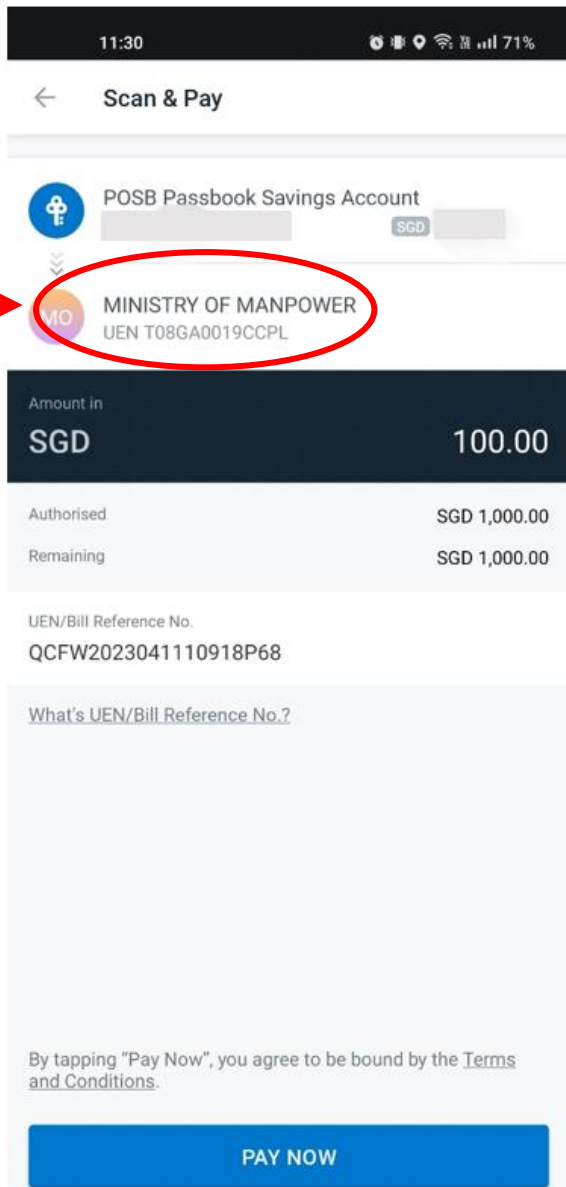 11:30 71%
Scan & Pay
POSB Passbook Savings Account
SGD
MO MINISTRY OF MANPOWER
UEN T08GA0019CCPL
Amount in
SGD 100.00
Authorised SGD 1,000.00
Remaining SGD 1,000.00
UEN/Bill Reference No.
QCFW2023041110918P68
What's UEN/Bill Reference No.?
By tapping “Pay Now”, you agree to be bound by the Terms
and Conditions.
PAY NOW